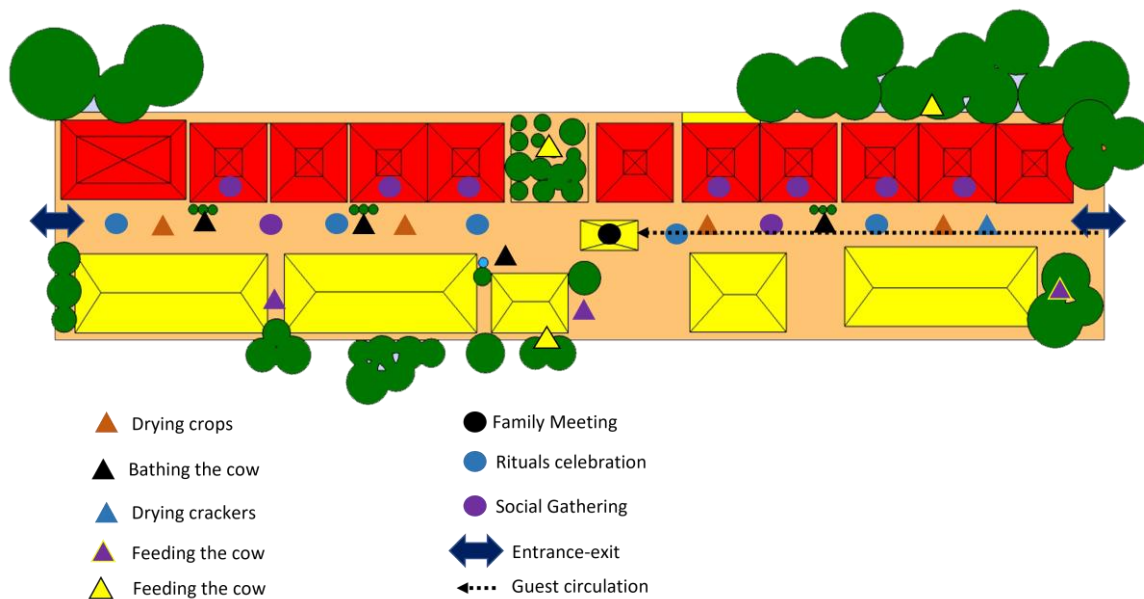 Drying crops
Bathing the cow
Drying crackers
Feeding the cow
Feeding the cow
Family Meeting
Rituals celebration
Social Gathering
Entrance-exit
Guest circulation